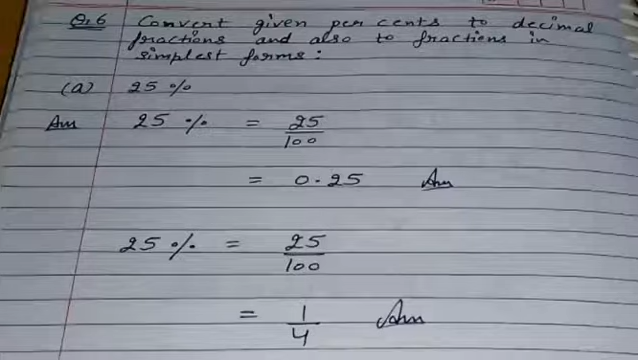 Q.6 Convert given per cents to decimal
fractions and also to fractions in
simplest forms :
(a) 25 %
Ans 25 % = 25/100
= 0.25 Ans
25 % = 25/100
= 1/4 Ans